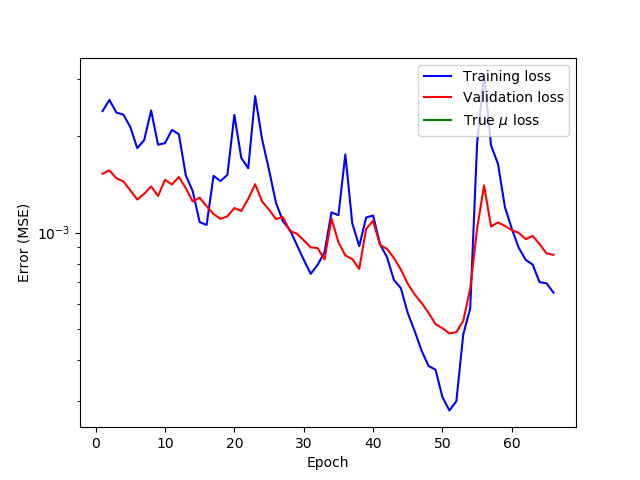 Training loss
Validation loss
True μ loss
10⁻³
Error (MSE)
0 10 20 30 40 50 60
Epoch